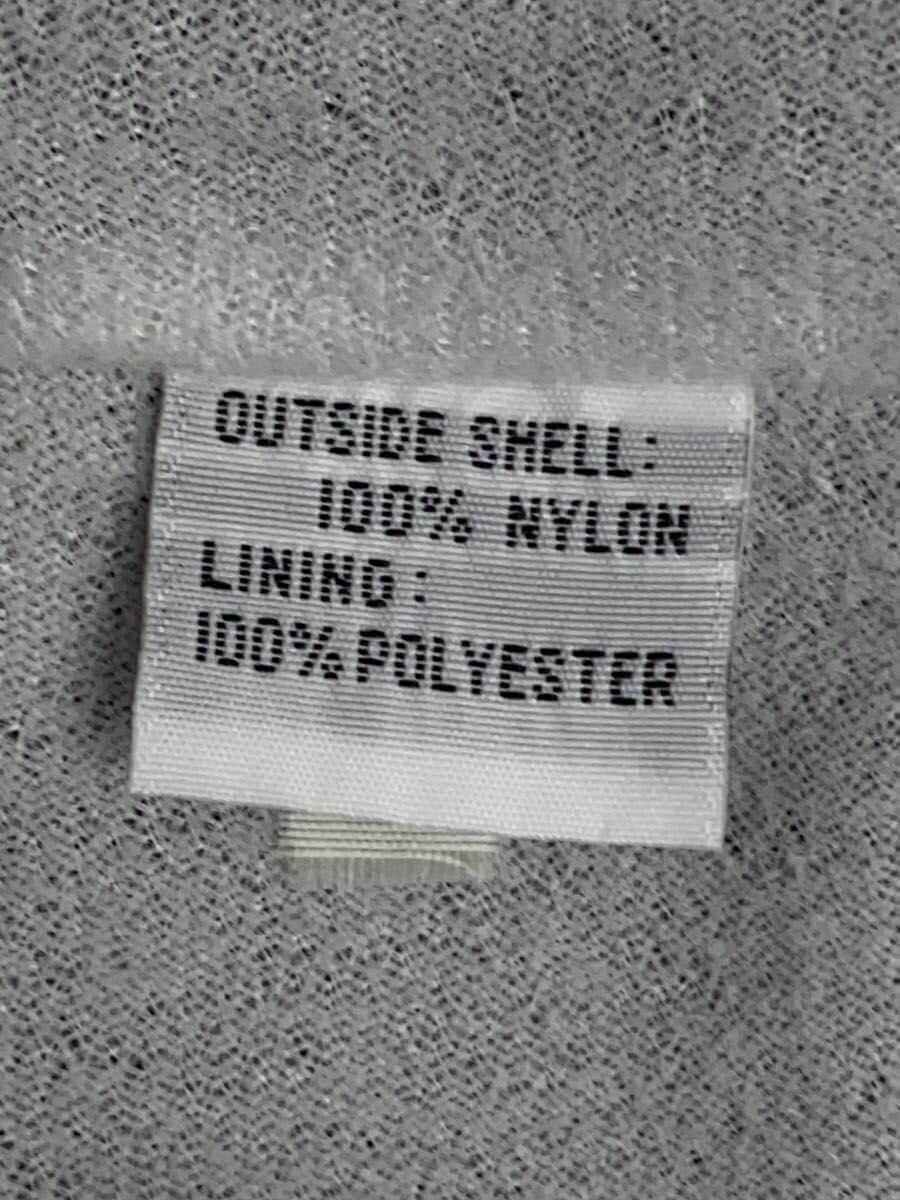 OUTSIDE SHELL:
100% NYLON
LINING:
100% POLYESTER